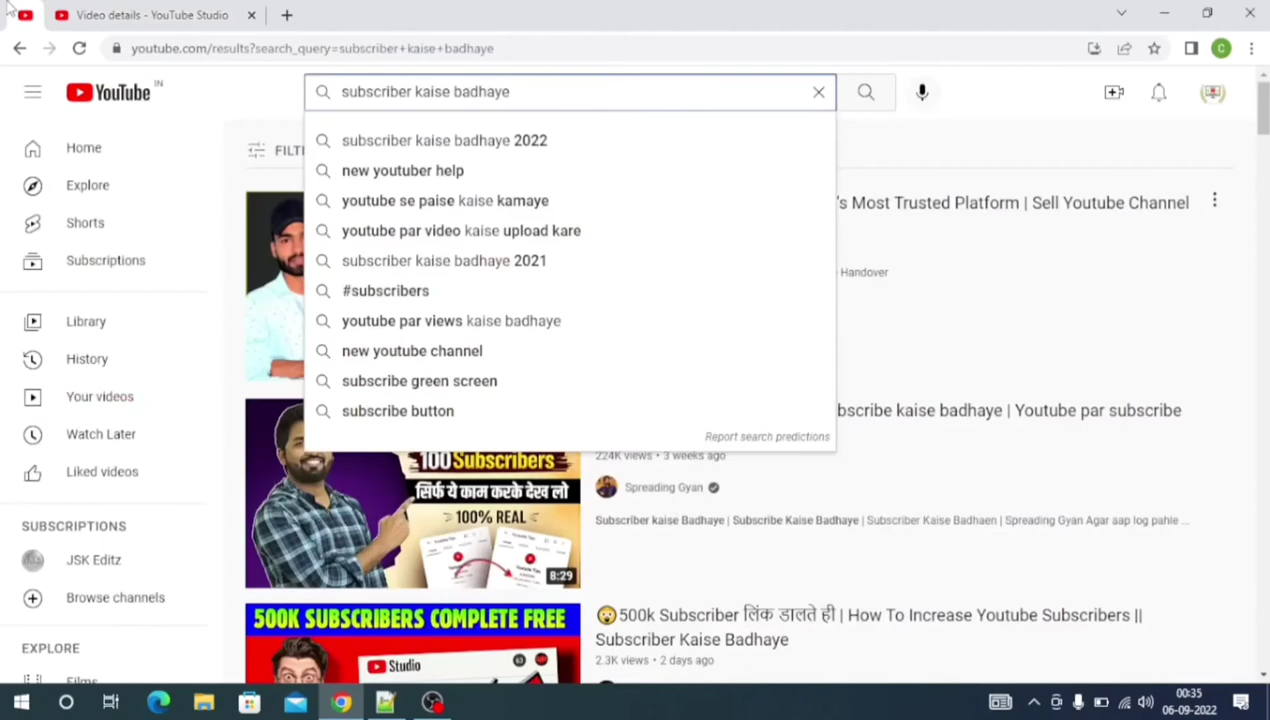 Video details - YouTube Studio
youtube.com/results?search_query=subscriber+kaise+badhaye
C
YouTube IN
subscriber kaise badhaye
subscriber kaise badhaye 2022
new youtuber help
youtube se paise kaise kamaye
youtube par video kaise upload kare
subscriber kaise badhaye 2021
#subscribers
youtube par views kaise badhaye
new youtube channel
subscribe green screen
subscribe button
Report search predictions
Home
Explore
Shorts
Subscriptions
Library
History
Your videos
Watch Later
Liked videos
SUBSCRIPTIONS
JSK Editz
Browse channels
EXPLORE
Films
's Most Trusted Platform | Sell Youtube Channel
Handover
100 Subscribers
सिर्फ ये काम करके देख लो
100% REAL
8:29
bscribe kaise badhaye | Youtube par subscribe
224K views • 3 weeks ago
Spreading Gyan
Subscriber kaise Badhaye | Subscribe Kaise Badhaye | Subscriber Kaise Badhaen | Spreading Gyan Agar aap log pahle ...
500K SUBSCRIBERS COMPLETE FREE
Studio
500k Subscriber लिंक डालते ही | How To Increase Youtube Subscribers ||
Subscriber Kaise Badhaye
2.3K views • 2 days ago
00:35
06-09-2022